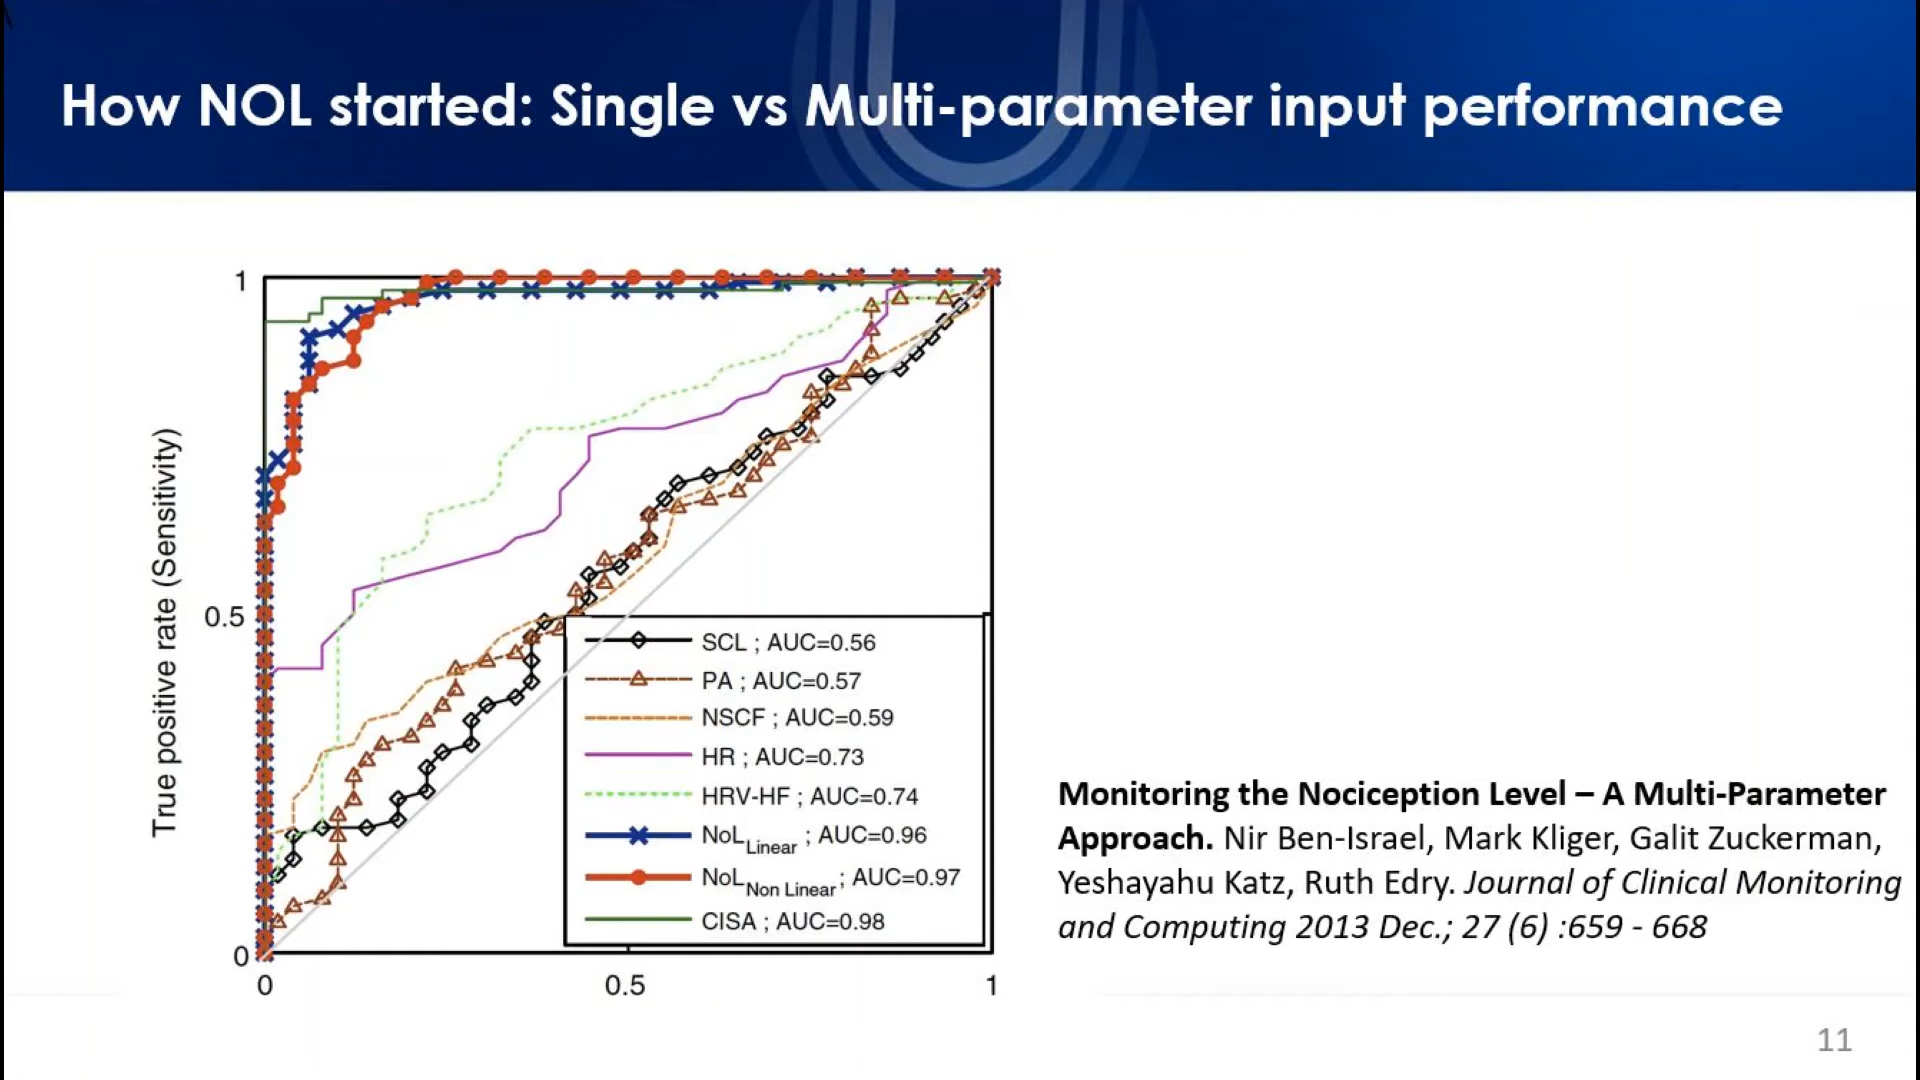 How NOL started: Single vs Multi-parameter input performance
1
0.5
0
True positive rate (Sensitivity)
0
0.5
1
SCL ; AUC=0.56
PA ; AUC=0.57
NSCF ; AUC=0.59
HR ; AUC=0.73
HRV-HF ; AUC=0.74
NoL Linear ; AUC=0.96
NoL Non Linear ; AUC=0.97
CISA ; AUC=0.98
Monitoring the Nociception Level – A Multi-Parameter
Approach. Nir Ben-Israel, Mark Kliger, Galit Zuckerman,
Yeshayahu Katz, Ruth Edry. Journal of Clinical Monitoring
and Computing 2013 Dec.; 27 (6) :659 - 668
11